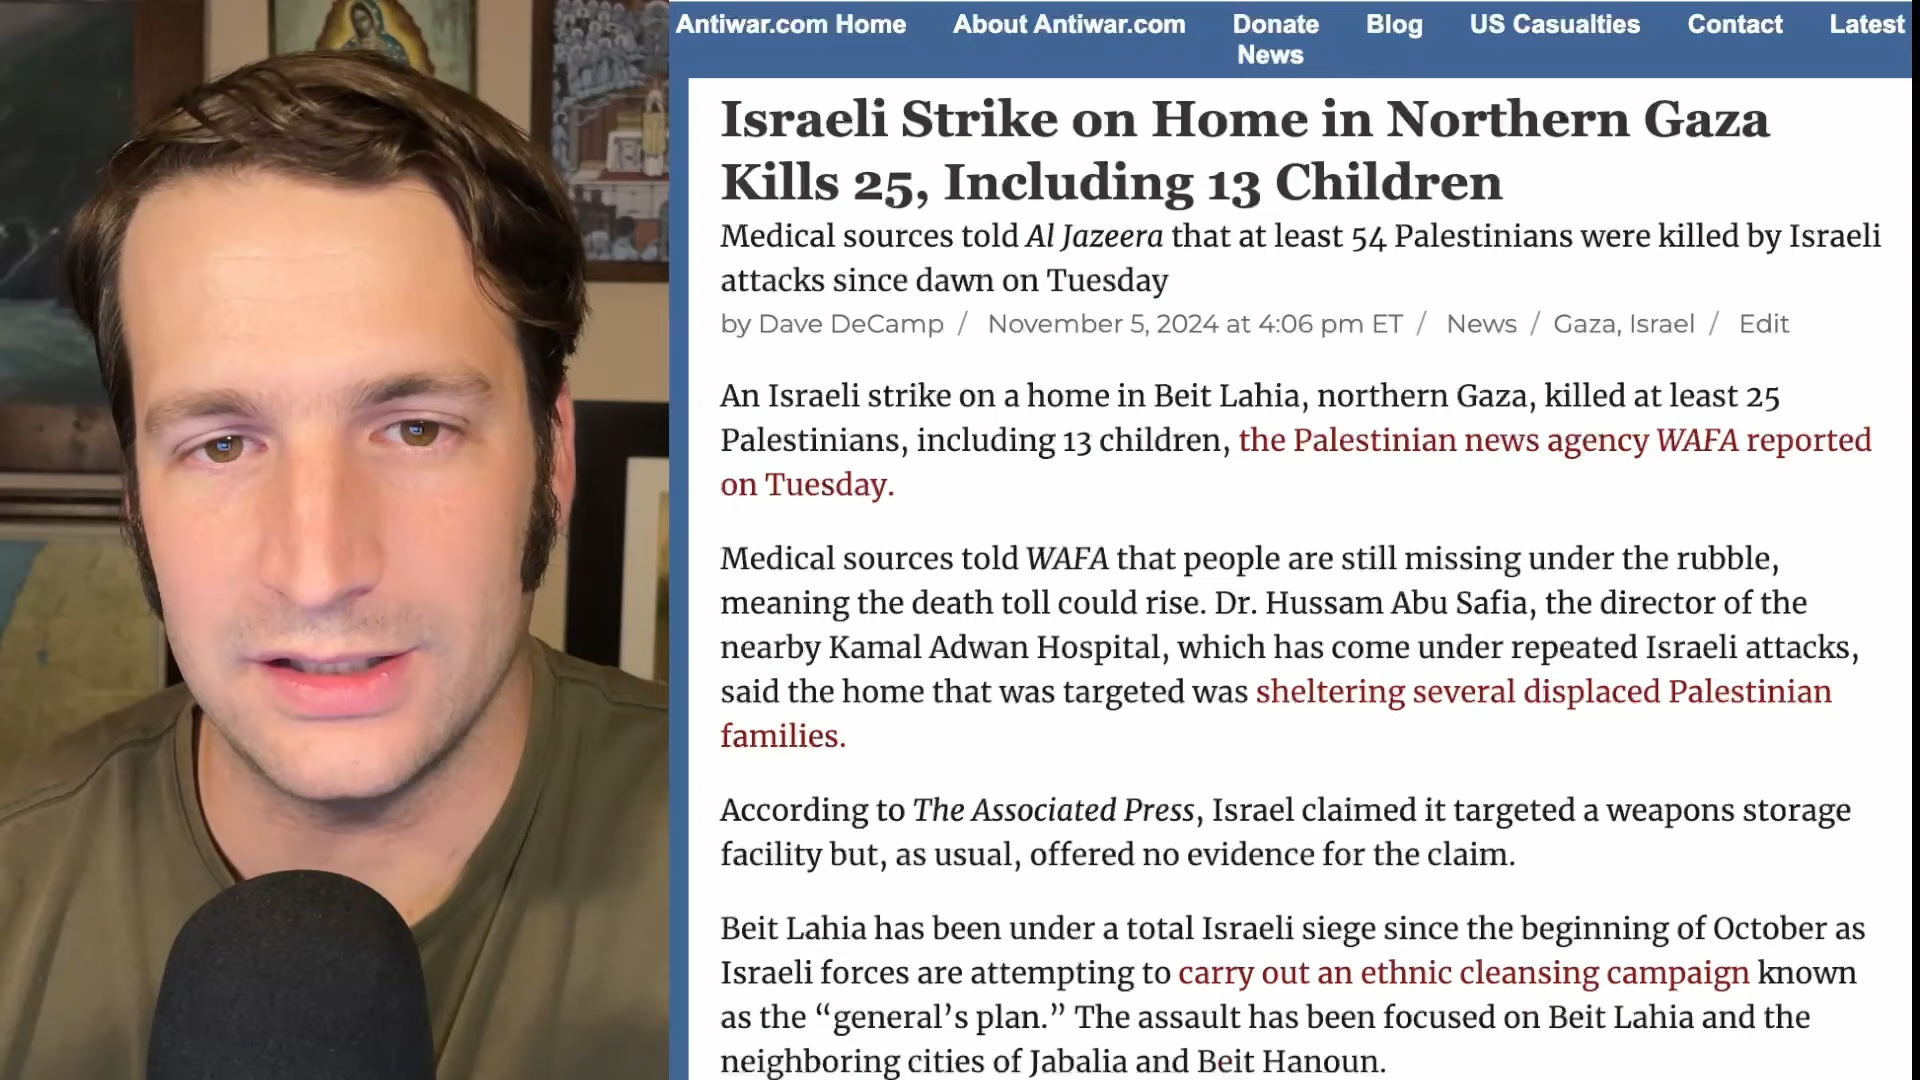 Antiwar.com Home About Antiwar.com Donate Blog US Casualties Contact Latest
News
Israeli Strike on Home in Northern Gaza
Kills 25, Including 13 Children
Medical sources told Al Jazeera that at least 54 Palestinians were killed by Israeli
attacks since dawn on Tuesday
by Dave DeCamp / November 5, 2024 at 4:06 pm ET / News / Gaza, Israel / Edit
An Israeli strike on a home in Beit Lahia, northern Gaza, killed at least 25
Palestinians, including 13 children, the Palestinian news agency WAFA reported
on Tuesday.
Medical sources told WAFA that people are still missing under the rubble,
meaning the death toll could rise. Dr. Hussam Abu Safia, the director of the
nearby Kamal Adwan Hospital, which has come under repeated Israeli attacks,
said the home that was targeted was sheltering several displaced Palestinian
families.
According to The Associated Press, Israel claimed it targeted a weapons storage
facility but, as usual, offered no evidence for the claim.
Beit Lahia has been under a total Israeli siege since the beginning of October as
Israeli forces are attempting to carry out an ethnic cleansing campaign known
as the “general’s plan.” The assault has been focused on Beit Lahia and the
neighboring cities of Jabalia and Beit Hanoun.